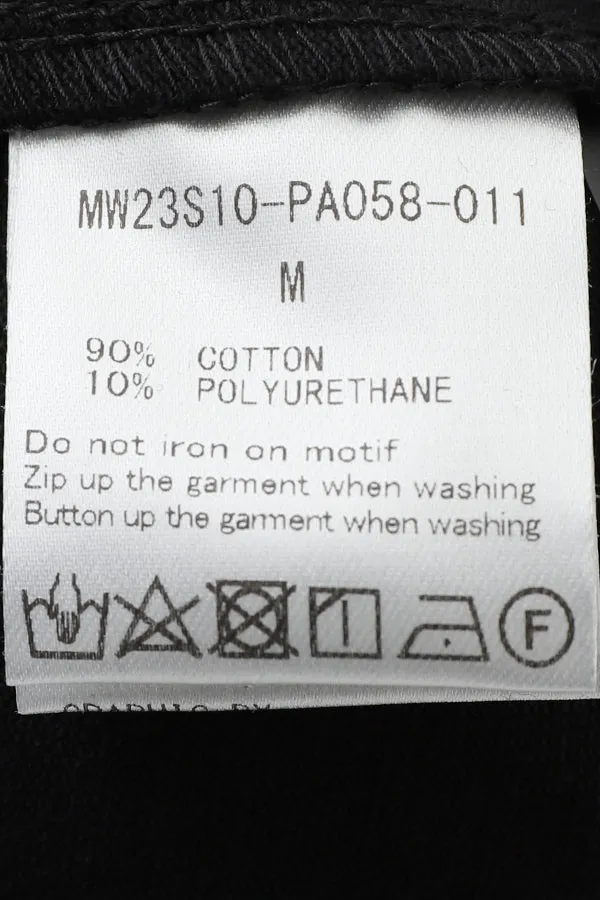 MW23S10-PA058-011
M
90% COTTON
10% POLYURETHANE
Do not iron on motif
Zip up the garment when washing
Button up the garment when washing
F